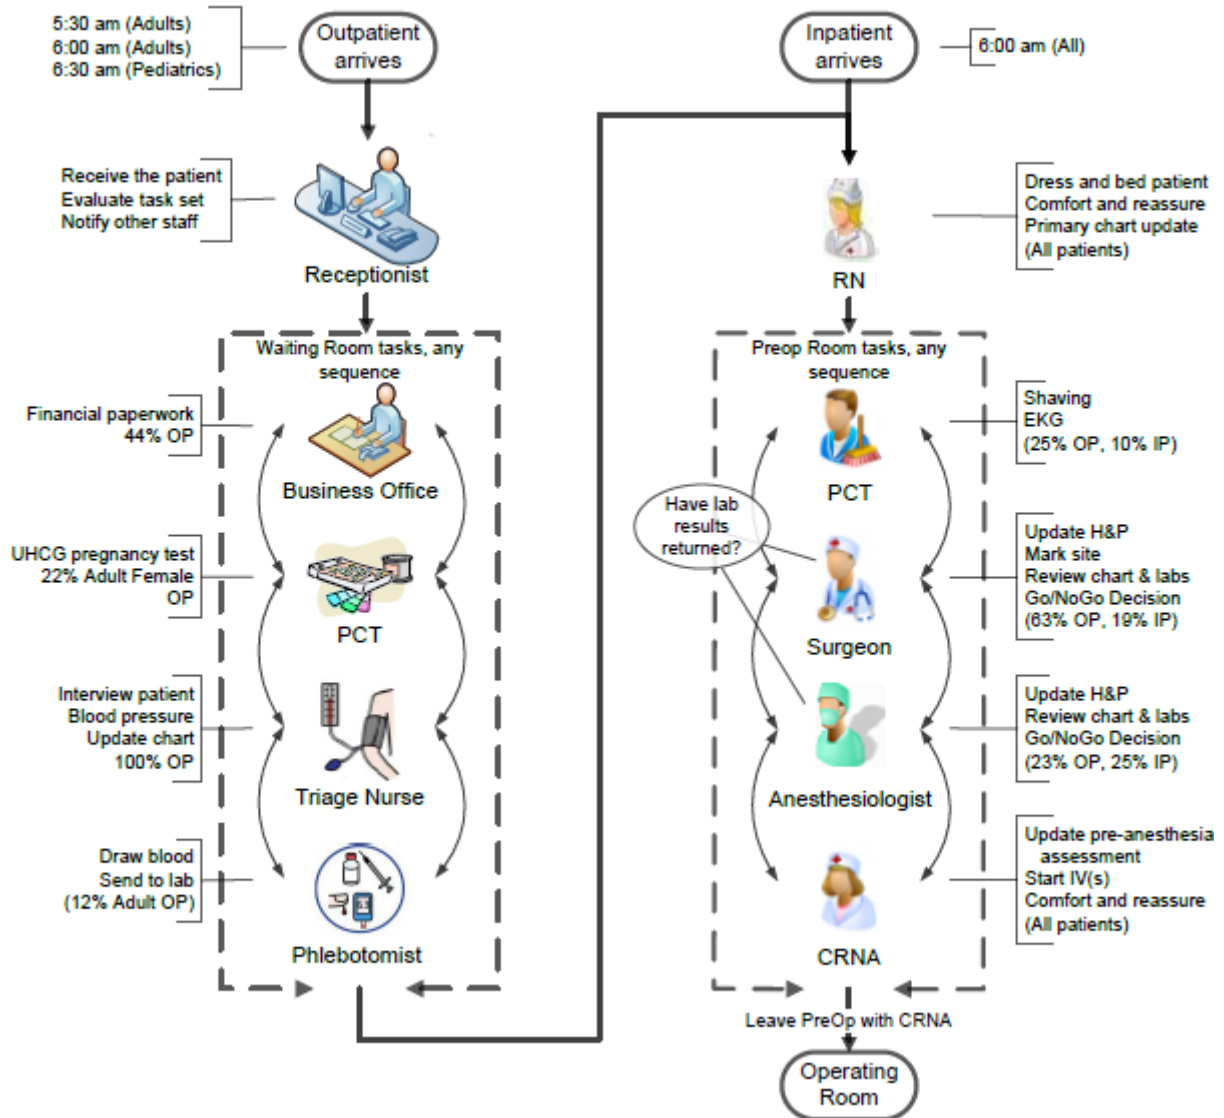 5:30 am (Adults)
6:00 am (Adults)
6:30 am (Pediatrics)
Outpatient
arrives
Inpatient
arrives
6:00 am (All)
Receive the patient
Evaluate task set
Notify other staff
Receptionist
Dress and bed patient
Comfort and reassure
Primary chart update
(All patients)
RN
Waiting Room tasks, any
sequence
Financial paperwork
44% OP
Business Office
UHCG pregnancy test
22% Adult Female
OP
PCT
Interview patient
Blood pressure
Update chart
100% OP
Triage Nurse
Draw blood
Send to lab
(12% Adult OP)
Phlebotomist
Preop Room tasks, any
sequence
Shaving
EKG
(25% OP, 10% IP)
PCT
Have lab
results
returned?
Update H&P
Mark site
Review chart & labs
Go/NoGo Decision
(63% OP, 19% IP)
Surgeon
Update H&P
Review chart & labs
Go/NoGo Decision
(23% OP, 25% IP)
Anesthesiologist
Update pre-anesthesia
assessment
Start IV(s)
Comfort and reassure
(All patients)
CRNA
Leave PreOp with CRNA
Operating
Room